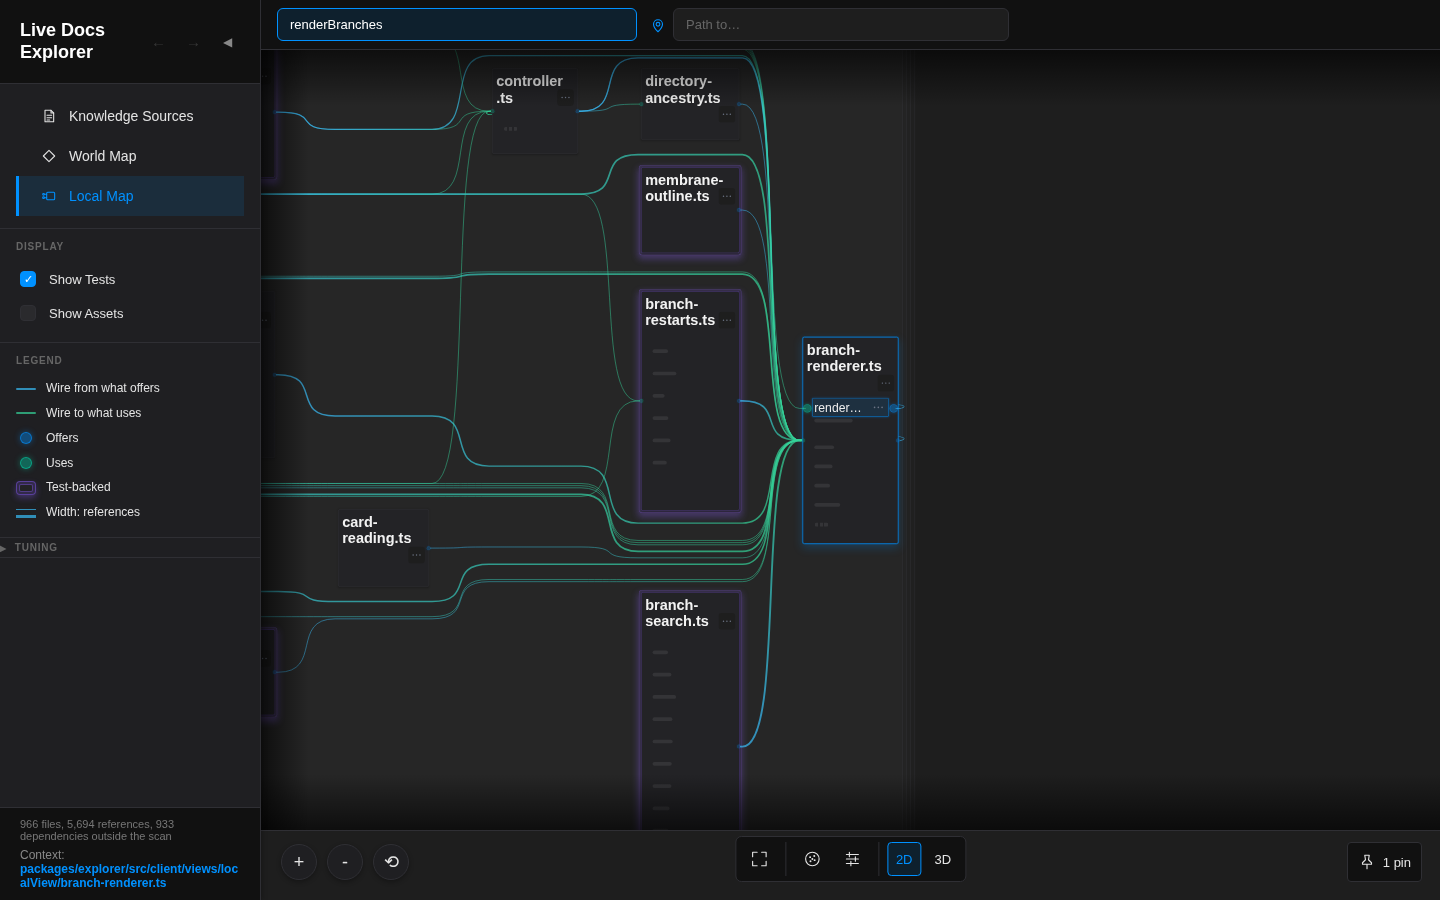 Live Docs
Explorer
← → ◀
renderBranches
Path to…
Knowledge Sources
World Map
Local Map
DISPLAY
Show Tests
Show Assets
LEGEND
Wire from what offers
Wire to what uses
Offers
Uses
Test-backed
Width: references
TUNING
966 files, 5,694 references, 933
dependencies outside the scan
Context:
packages/explorer/src/client/views/loc
alView/branch-renderer.ts
controller
.ts
directory-
ancestry.ts
membrane-
outline.ts
branch-
restarts.ts
branch-
renderer.ts
render…
card-
reading.ts
branch-
search.ts
+ - ⟲
2D 3D
1 pin